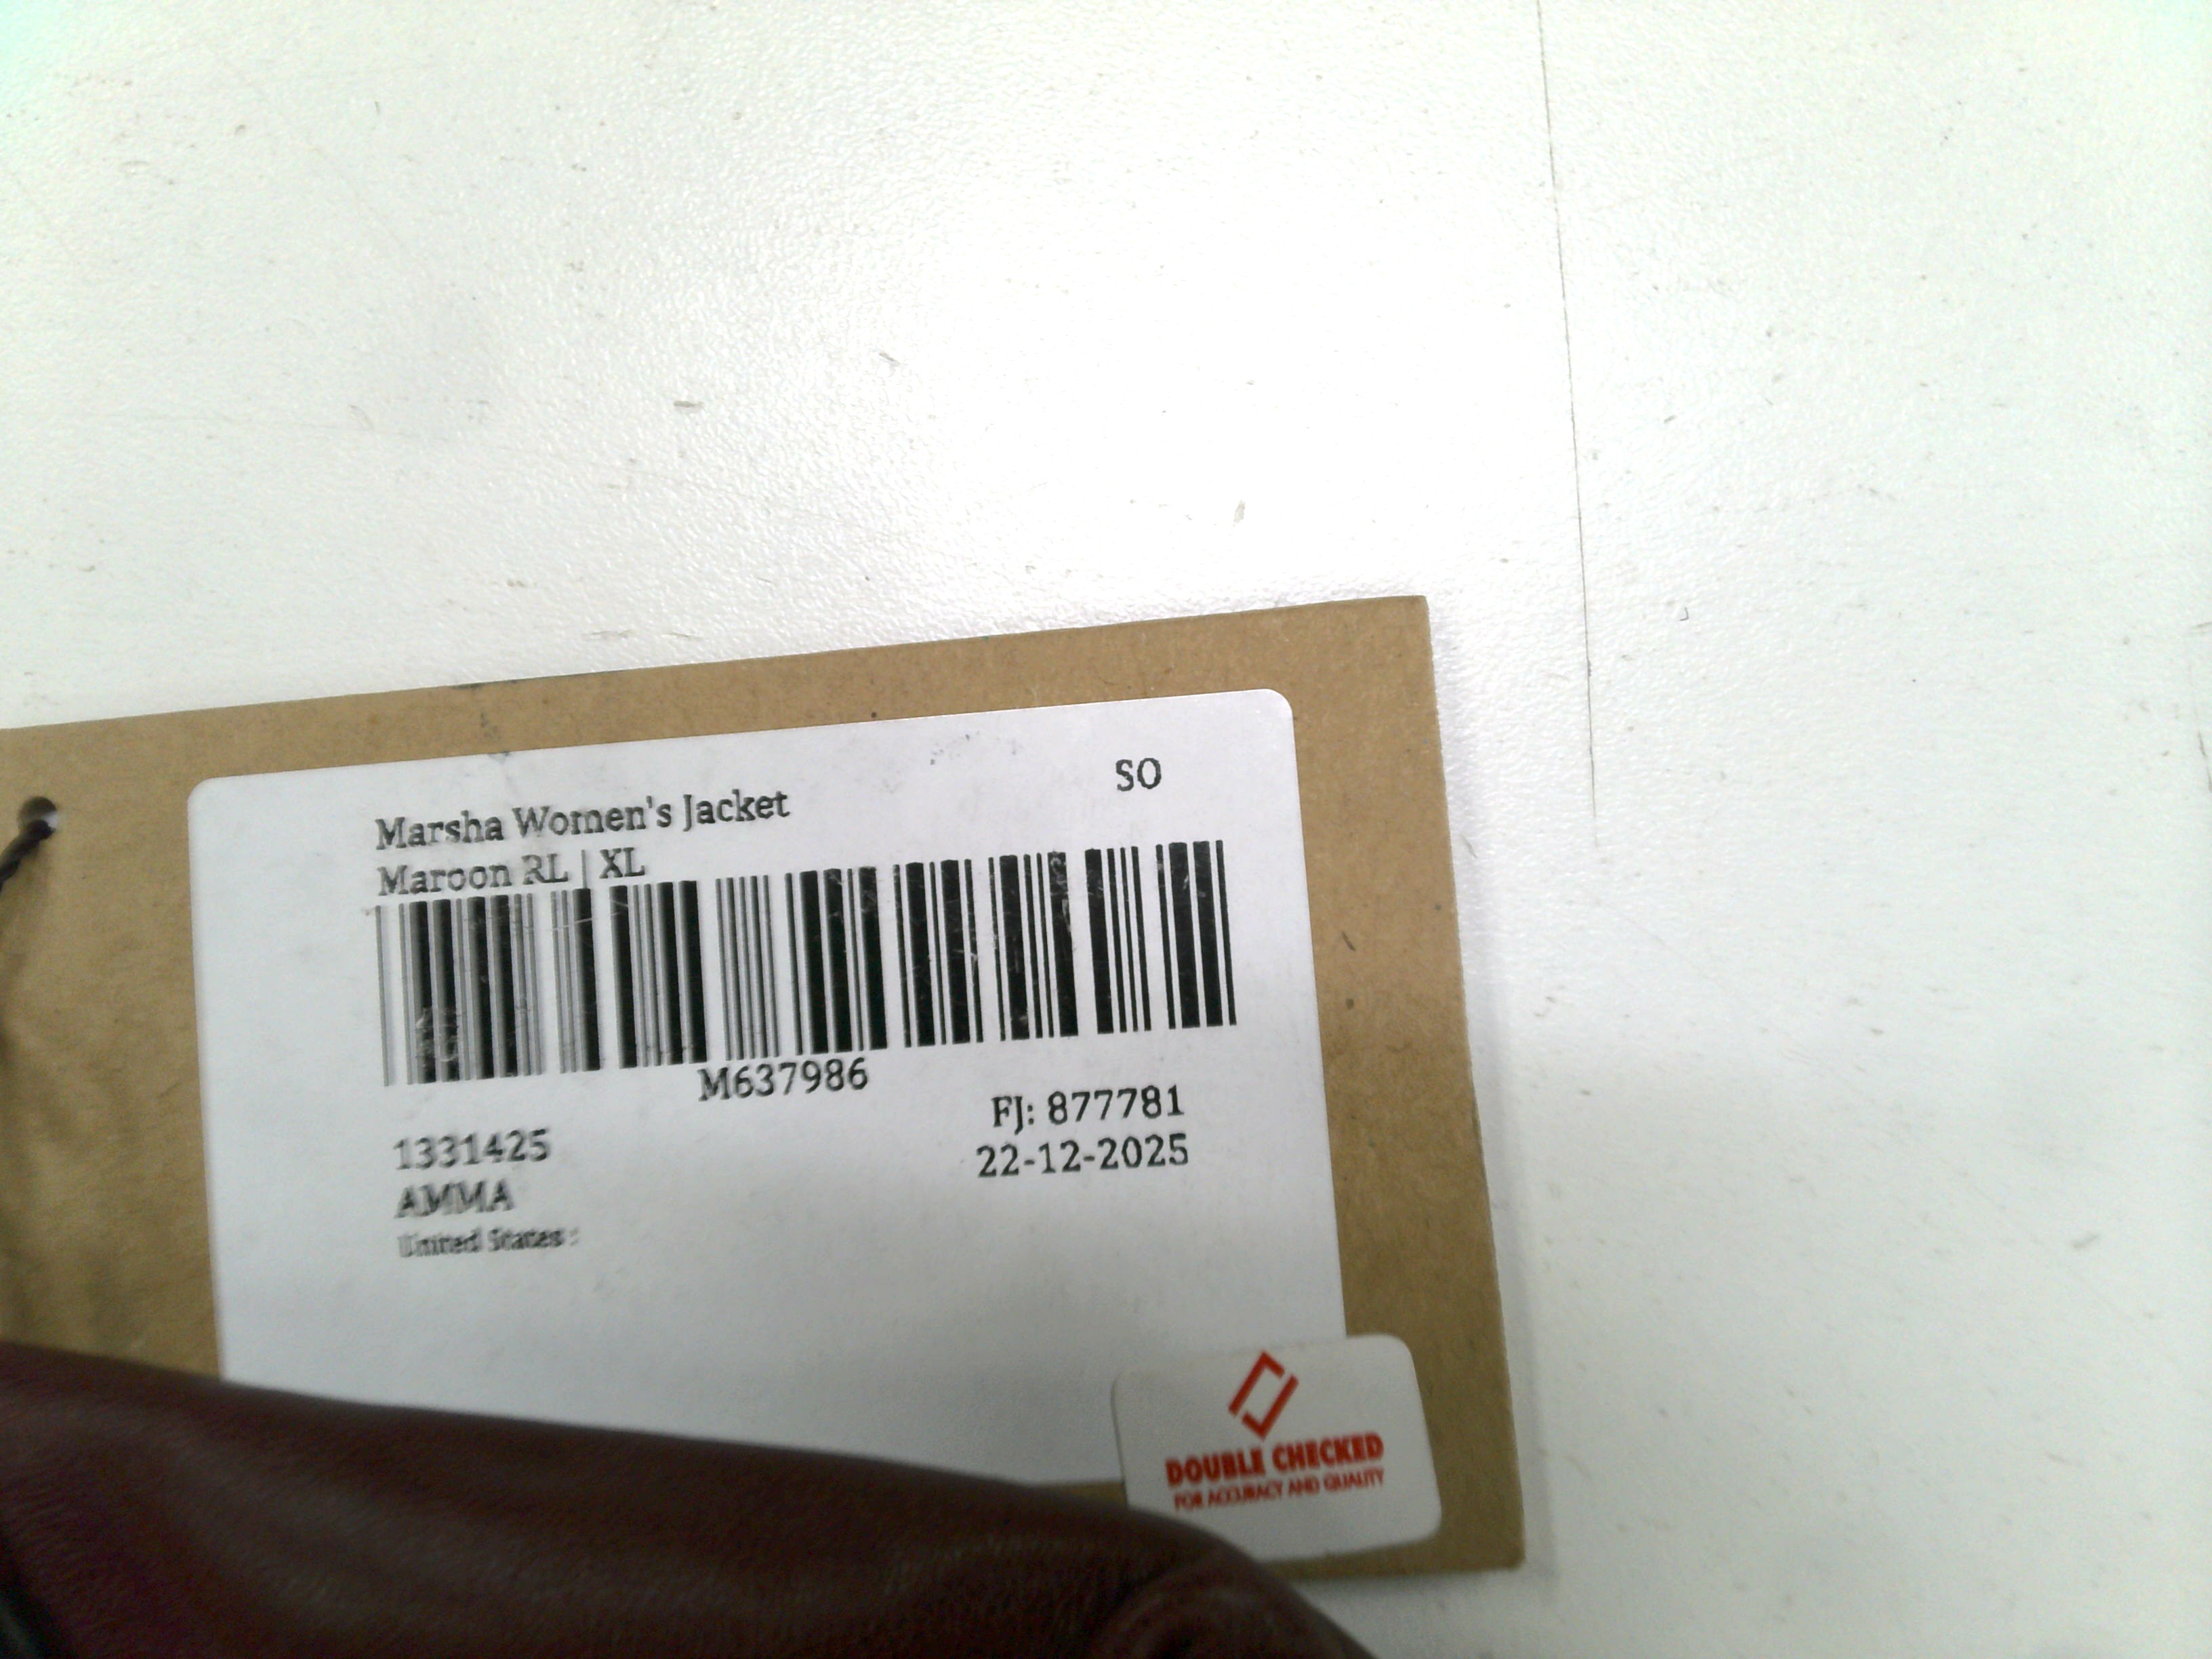 SO
Marsha Women's Jacket
Maroon RL | XL
M637986
FJ: 877781
1331425
22-12-2025
AMMA
United States :
DOUBLE CHECKED
FOR ACCURACY AND QUALITY